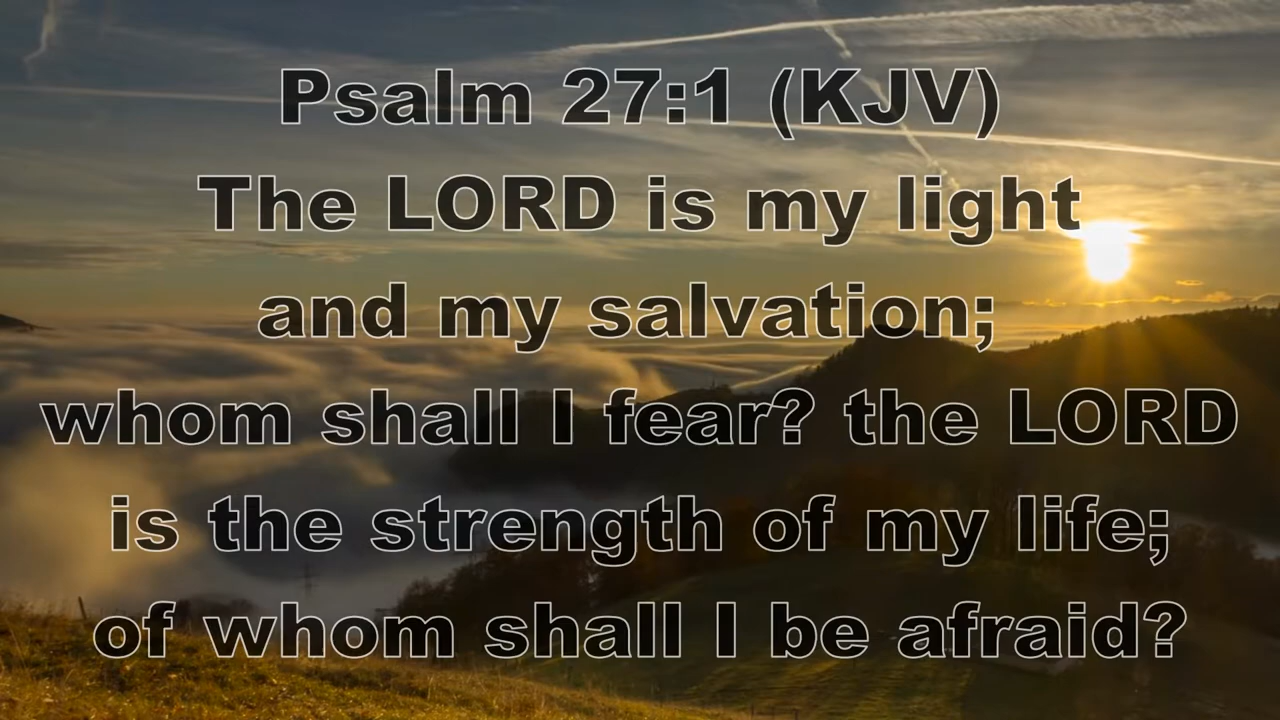 Psalm 27:1 (KJV)
The LORD is my light
and my salvation;
whom shall I fear? the LORD
is the strength of my life;
of whom shall I be afraid?